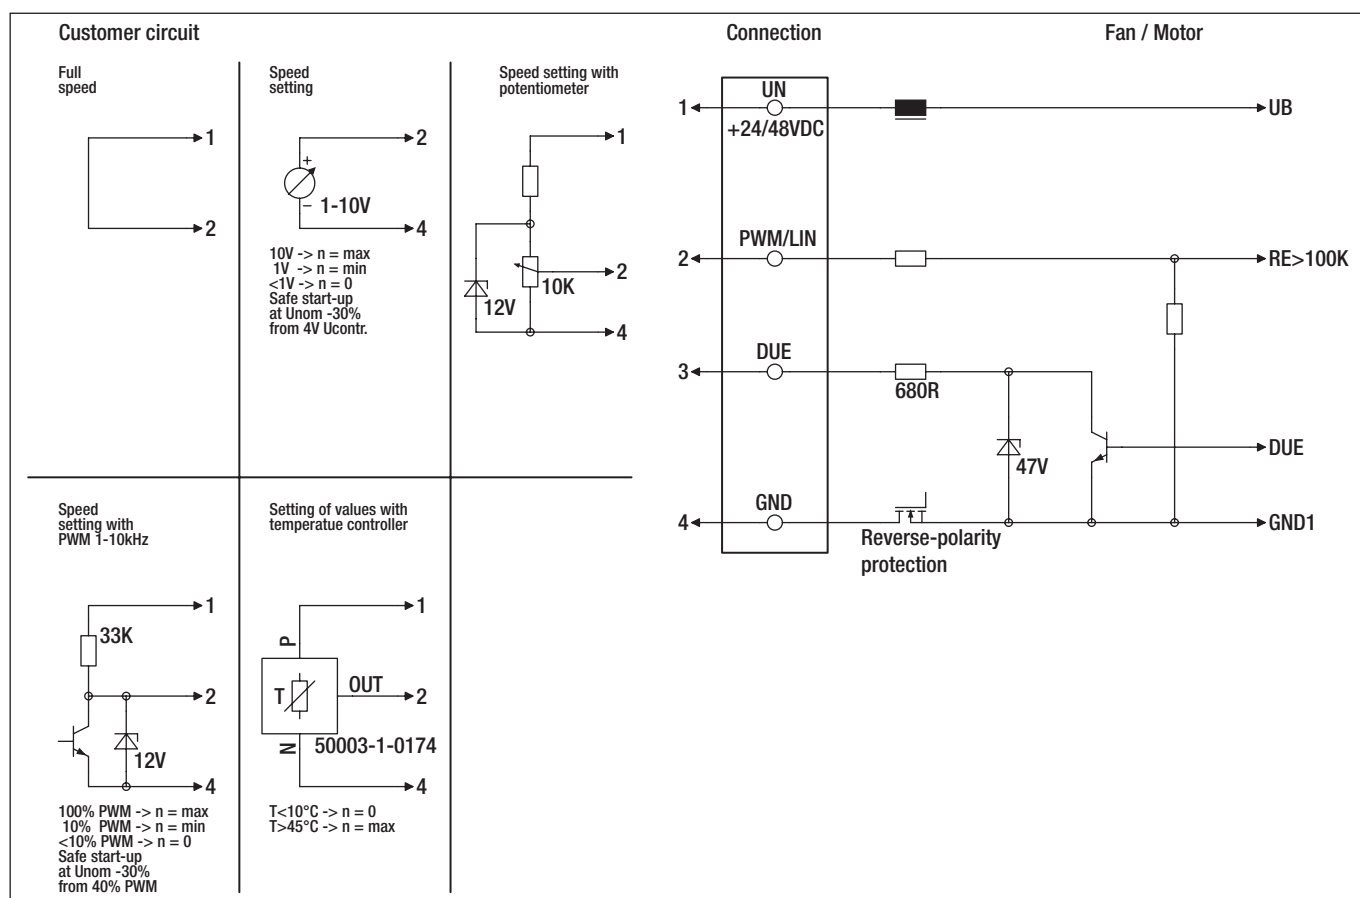 Customer circuit
Connection
Fan / Motor
Full
speed
1
2
Speed
setting
2
+
−
1-10V
4
10V -> n = max
1V -> n = min
<1V -> n = 0
Safe start-up
at Unom -30%
from 4V Ucontr.
Speed setting with
potentiometer
1
2
10K
12V
4
Speed
setting with
PWM 1-10kHz
1
33K
2
12V
4
100% PWM -> n = max
10% PWM -> n = min
<10% PWM -> n = 0
Safe start-up
at Unom -30%
from 40% PWM
Setting of values with
temperatue controller
1
P
T
OUT
2
N
50003-1-0174
4
T<10°C -> n = 0
T>45°C -> n = max
UN
1
UB
+24/48VDC
PWM/LIN
2
RE>100K
DUE
3
680R
47V
DUE
GND
4
GND1
Reverse-polarity
protection